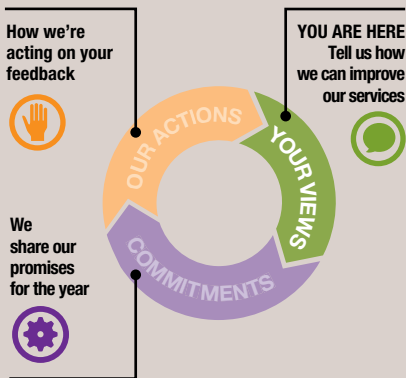 How we're
acting on your
feedback
YOU ARE HERE
Tell us how
we can improve
our services
OUR ACTIONS
YOUR VIEWS
COMMITMENTS
We
share our
promises
for the year